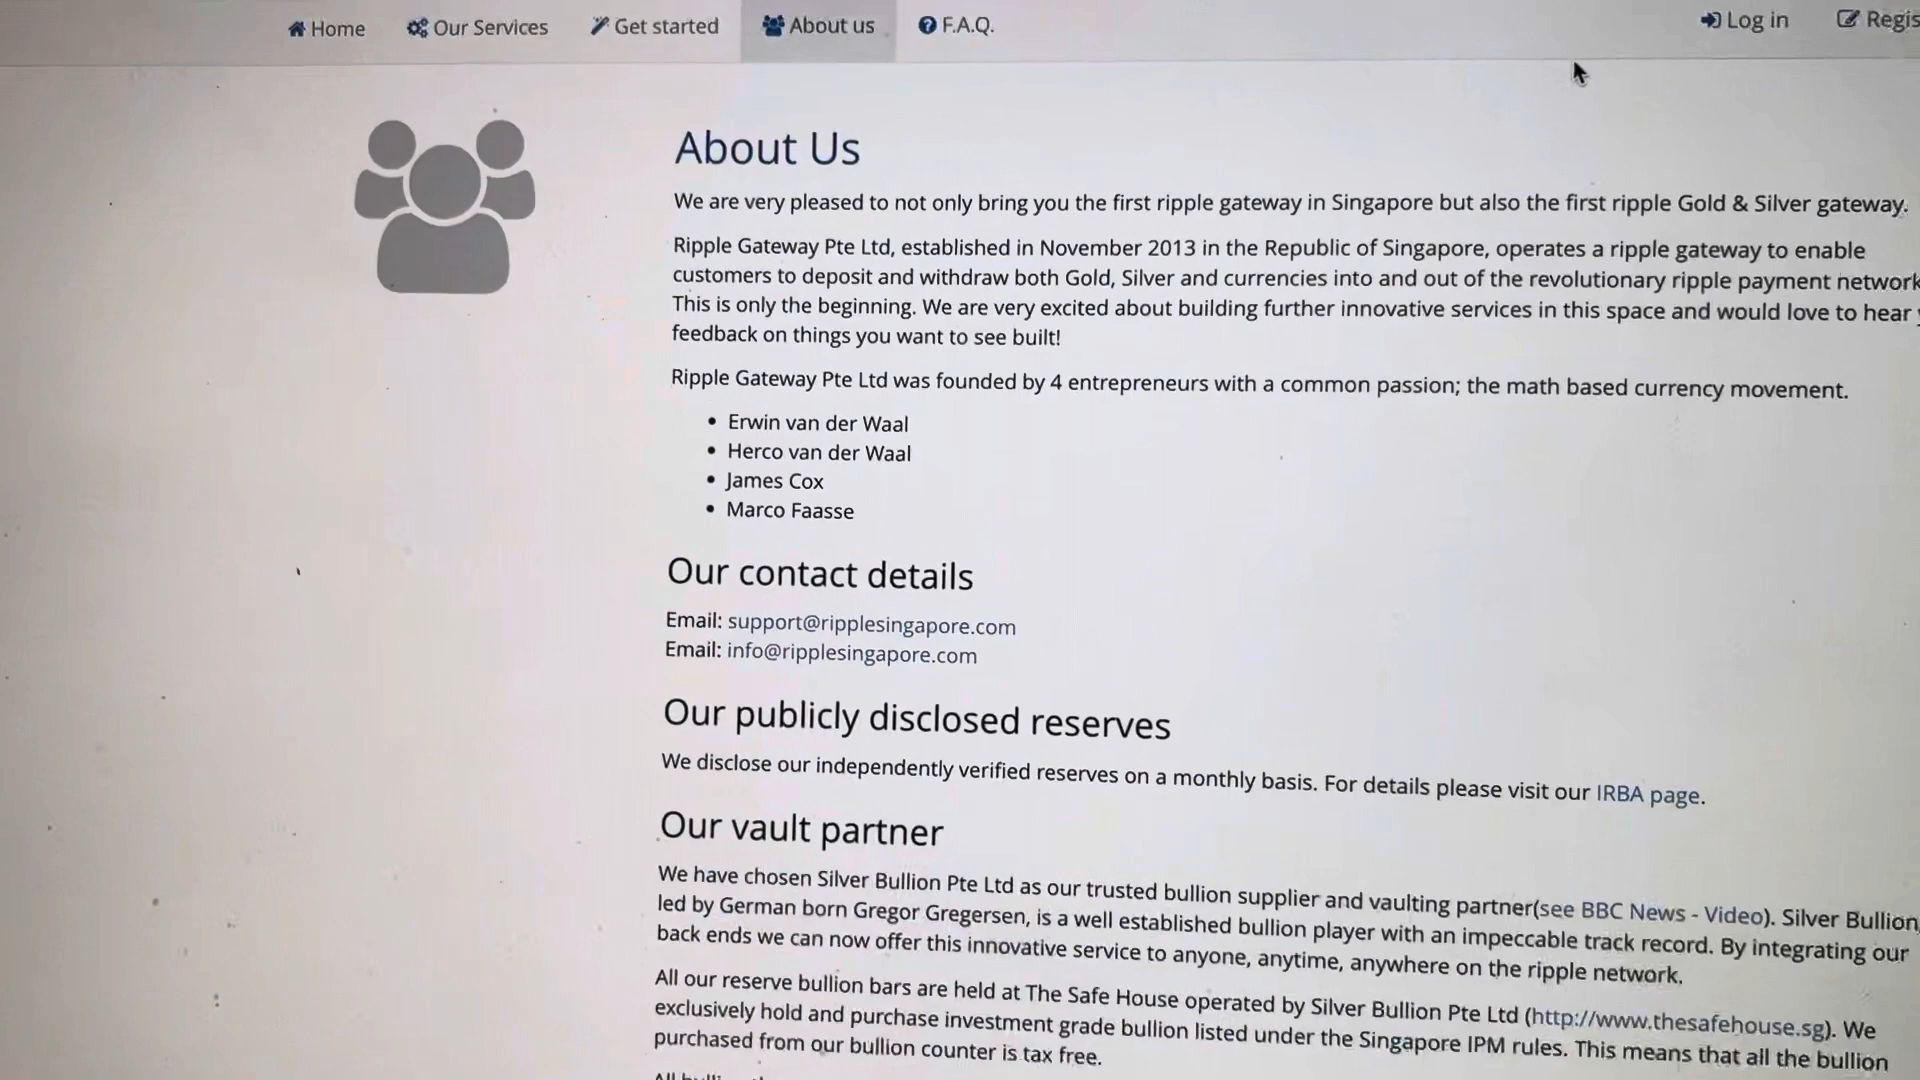 Home Our Services Get started About us F.A.Q. Log in Regis
About Us
We are very pleased to not only bring you the first ripple gateway in Singapore but also the first ripple Gold & Silver gateway.
Ripple Gateway Pte Ltd, established in November 2013 in the Republic of Singapore, operates a ripple gateway to enable
customers to deposit and withdraw both Gold, Silver and currencies into and out of the revolutionary ripple payment network
This is only the beginning. We are very excited about building further innovative services in this space and would love to hear
feedback on things you want to see built!
Ripple Gateway Pte Ltd was founded by 4 entrepreneurs with a common passion; the math based currency movement.
• Erwin van der Waal
• Herco van der Waal
• James Cox
• Marco Faasse
Our contact details
Email: support@ripplesingapore.com
Email: info@ripplesingapore.com
Our publicly disclosed reserves
We disclose our independently verified reserves on a monthly basis. For details please visit our IRBA page.
Our vault partner
We have chosen Silver Bullion Pte Ltd as our trusted bullion supplier and vaulting partner(see BBC News - Video). Silver Bullion,
led by German born Gregor Gregersen, is a well established bullion player with an impeccable track record. By integrating our
back ends we can now offer this innovative service to anyone, anytime, anywhere on the ripple network.
All our reserve bullion bars are held at The Safe House operated by Silver Bullion Pte Ltd (http://www.thesafehouse.sg). We
exclusively hold and purchase investment grade bullion listed under the Singapore IPM rules. This means that all the bullion
purchased from our bullion counter is tax free.